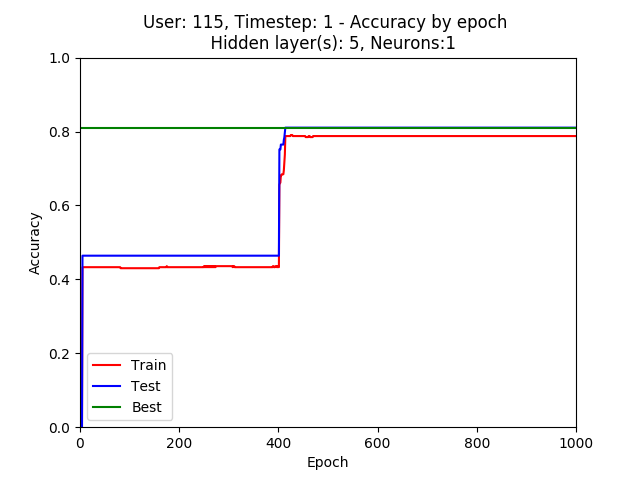 User: 115, Timestep: 1 - Accuracy by epoch
Hidden layer(s): 5, Neurons:1
1.0
0.8
0.6
0.4
0.2
0.0
Accuracy
Train
Test
Best
0 200 400 600 800 1000
Epoch